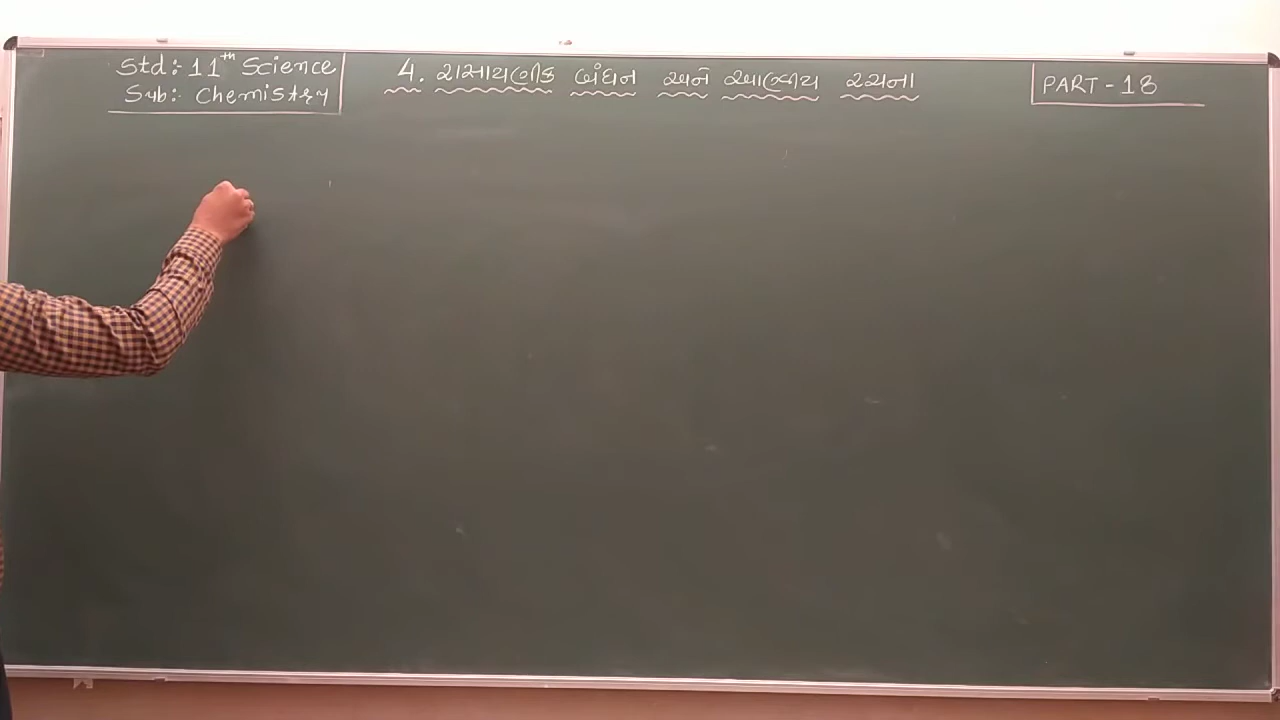 Std: 11th Science
Sub: Chemistry
4. રાસાયણીક બંધન અને આણ્વીય રચના
PART - 18